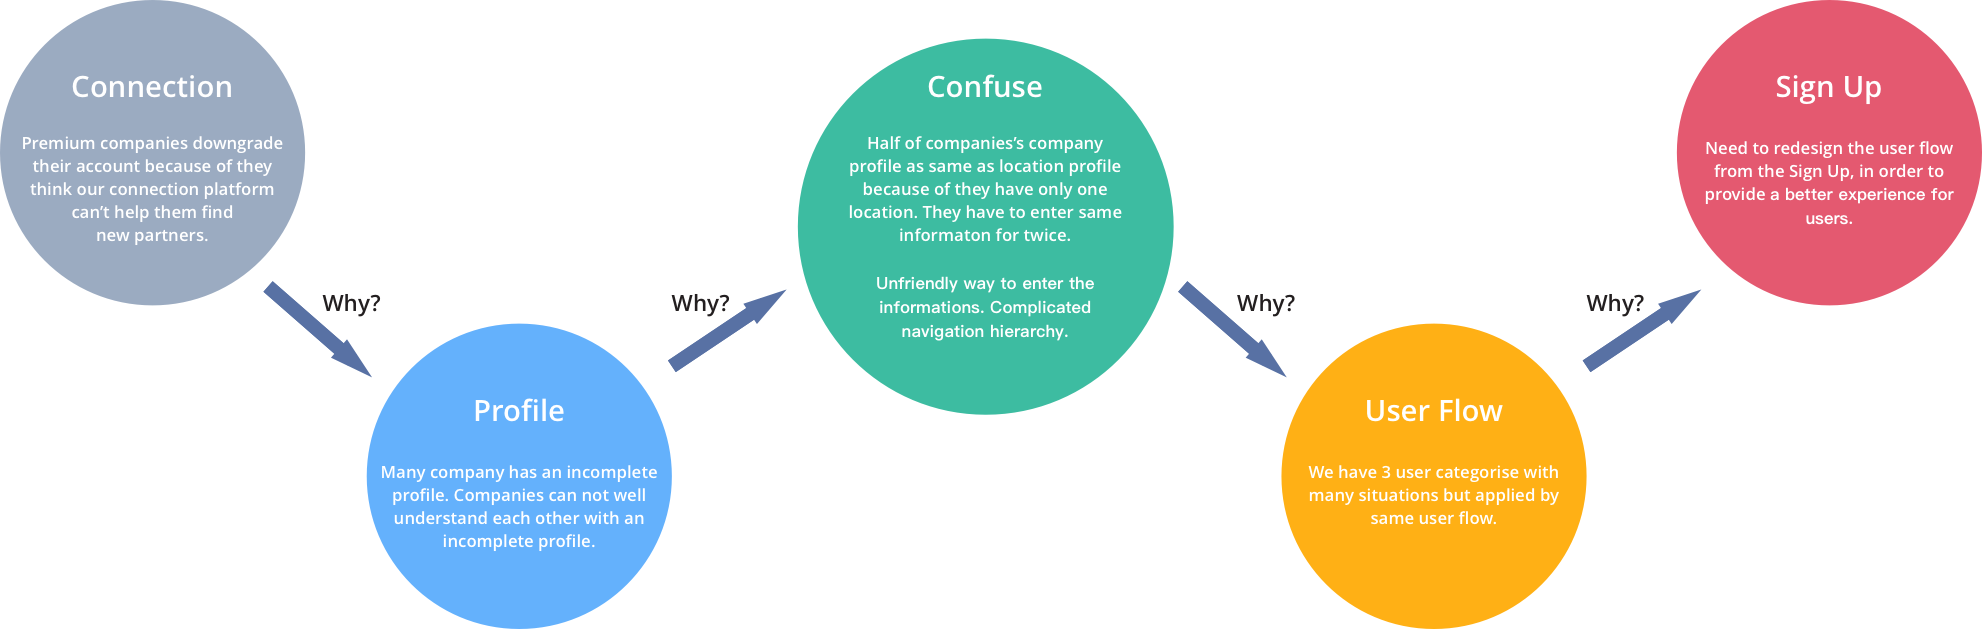 Connection
Premium companies downgrade
their account because of they
think our connection platform
can't help them find
new partners.
Why?
Profile
Many company has an incomplete
profile. Companies can not well
understand each other with an
incomplete profile.
Why?
Confuse
Half of companies's company
profile as same as location profile
because of they have only one
location. They have to enter same
informaton for twice.
Unfriendly way to enter the
informations. Complicated
navigation hierarchy.
Why?
User Flow
We have 3 user categorise with
many situations but applied by
same user flow.
Why?
Sign Up
Need to redesign the user flow
from the Sign Up, in order to
provide a better experience for
users.